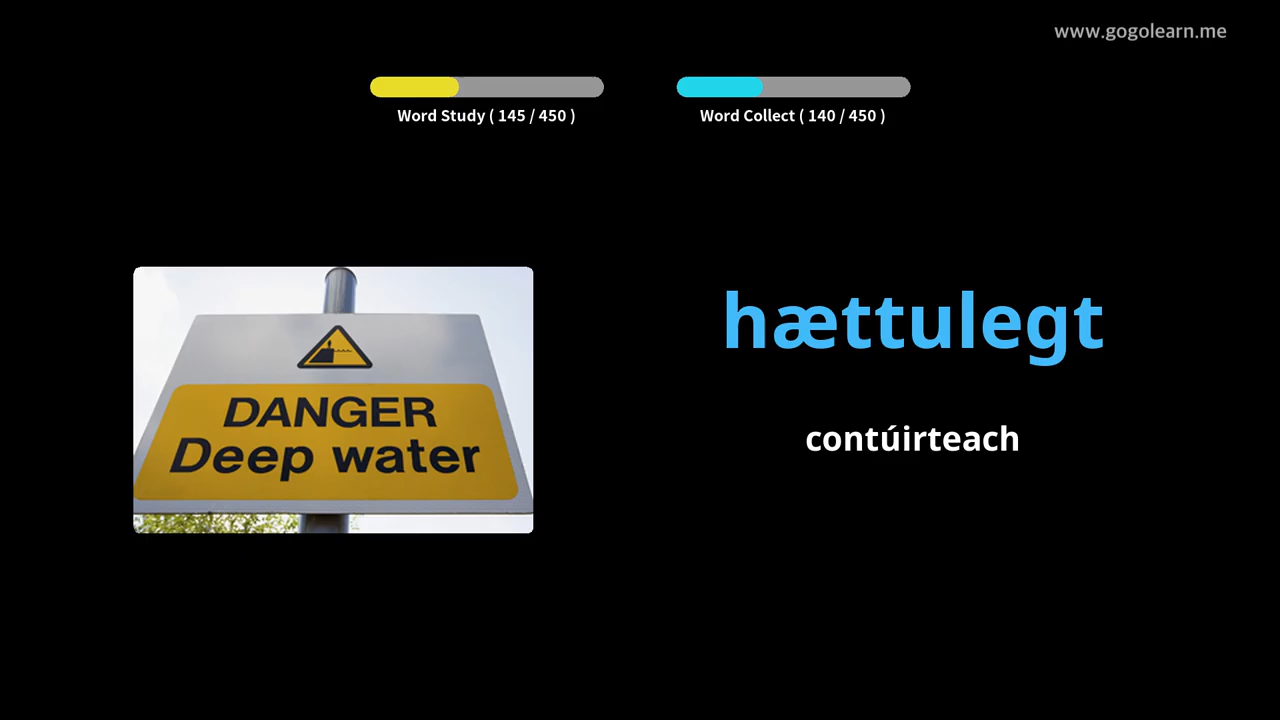 www.gogolearn.me
Word Study ( 145 / 450 )
Word Collect ( 140 / 450 )
DANGER
Deep water
hættulegt
contúirteach